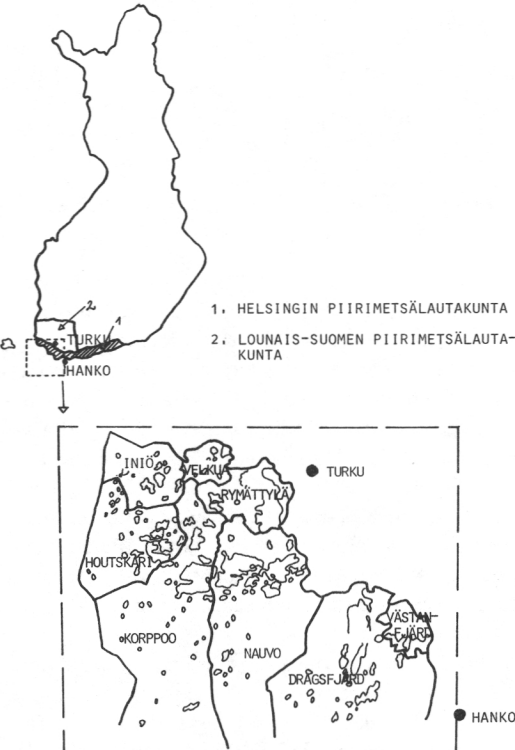 2
1
TURKU
HANKO
1. HELSINGIN PIIRIMETSÄLAUTAKUNTA
2. LOUNAIS-SUOMEN PIIRIMETSÄLAUTA-
KUNTA
INIÖ
VELKUA
TURKU
RYMÄTTYLÄ
HOUTSKARI
KORPPOO
NAUVO
VÄSTAN-
FJÄRD
DRAGSFJÄRD
HANKO